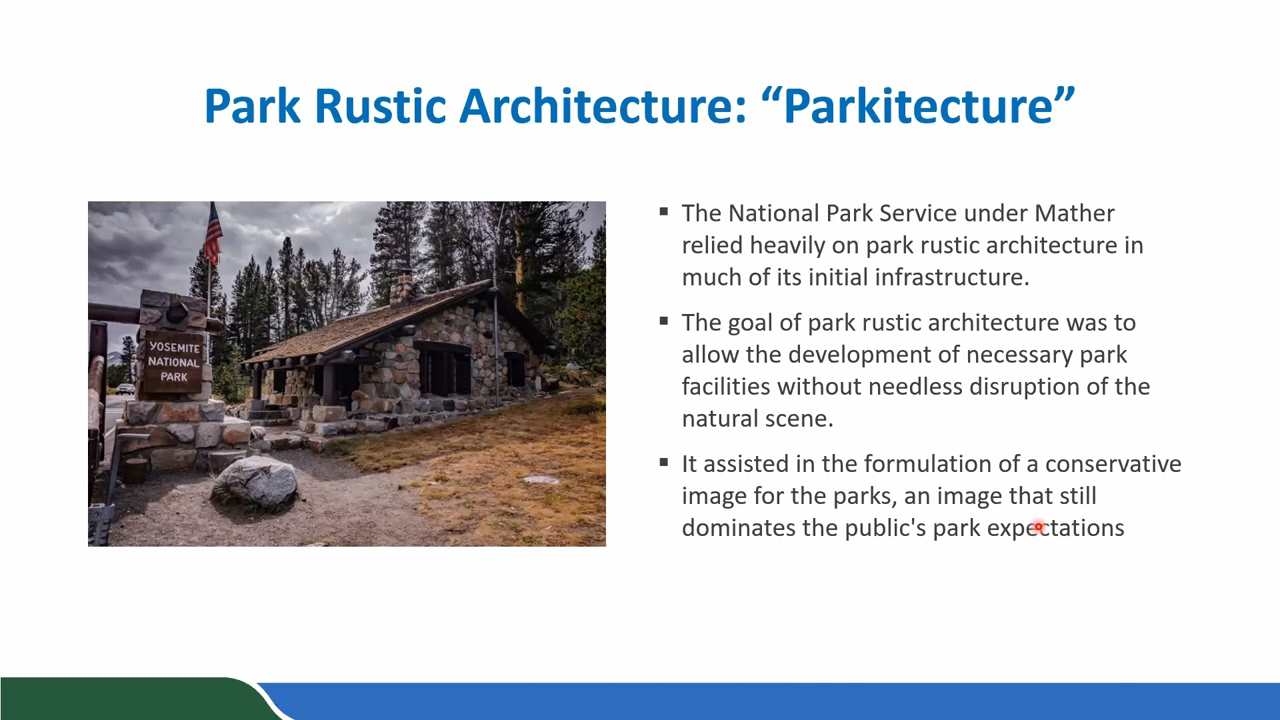 Park Rustic Architecture: “Parkitecture”
YOSEMITE
NATIONAL
PARK
▪ The National Park Service under Mather
relied heavily on park rustic architecture in
much of its initial infrastructure.
▪ The goal of park rustic architecture was to
allow the development of necessary park
facilities without needless disruption of the
natural scene.
▪ It assisted in the formulation of a conservative
image for the parks, an image that still
dominates the public's park expectations